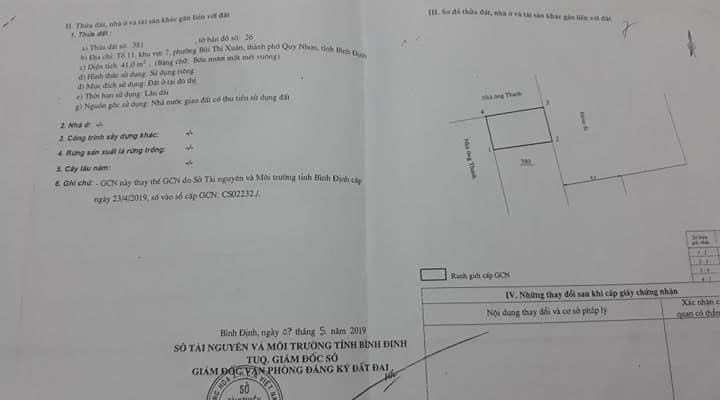 II. Thửa đất, nhà ở và tài sản khác gắn liền với đất
1. Thửa đất:
a) Thửa đất số: 381 , tờ bản đồ số: 26
b) Địa chỉ: Tổ 11, khu vực 7, phường Bùi Thị Xuân, thành phố Quy Nhơn, tỉnh Bình Định
c) Diện tích: 41,0 m², (Bằng chữ: Bốn mươi mốt mét vuông)
d) Hình thức sử dụng: Sử dụng riêng
đ) Mục đích sử dụng: Đất ở tại đô thị
e) Thời hạn sử dụng: Lâu dài
g) Nguồn gốc sử dụng: Nhà nước giao đất có thu tiền sử dụng đất
2. Nhà ở: -/-
3. Công trình xây dựng khác: -/-
4. Rừng sản xuất là rừng trồng: -/-
5. Cây lâu năm: -/-
6. Ghi chú: - GCN này thay thế GCN do Sở Tài nguyên và Môi trường tỉnh Bình Định cấp
ngày 23/4/2019, số vào sổ cấp GCN: CS02232./.
Bình Định, ngày 07 tháng 5 năm 2019
SỞ TÀI NGUYÊN VÀ MÔI TRƯỜNG TỈNH BÌNH ĐỊNH
TUQ. GIÁM ĐỐC SỞ
GIÁM ĐỐC VĂN PHÒNG ĐĂNG KÝ ĐẤT ĐAI
SỞ
III. Sơ đồ thửa đất, nhà ở và tài sản khác gắn liền với đất
Nhà ông Thanh
4
3
Nhà ông Thanh
1
2
380
Ranh giới cấp GCN
Số hiệu
1 - 2
2 - 3
3 - 4
4 - 1
IV. Những thay đổi sau khi cấp giấy chứng nhận
Nội dung thay đổi và cơ sở pháp lý
Xác nhận c
quan có thẩm